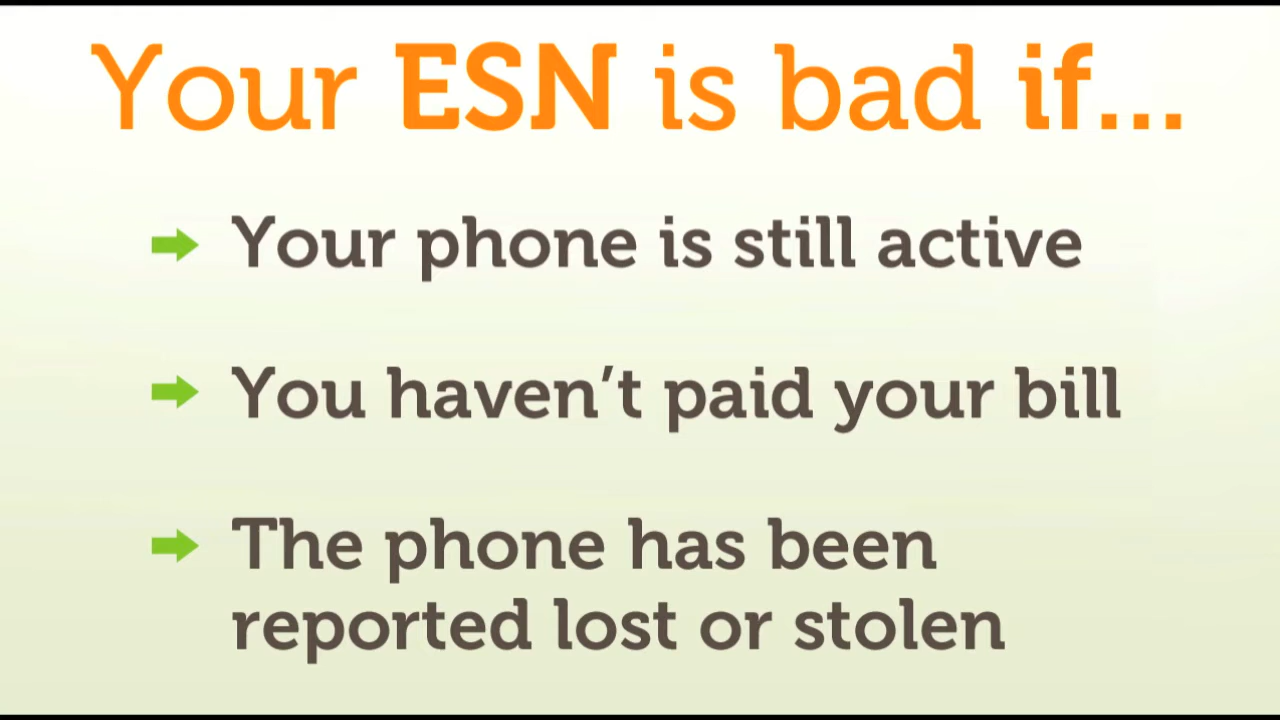 Your ESN is bad if...
Your phone is still active
You haven’t paid your bill
The phone has been
reported lost or stolen